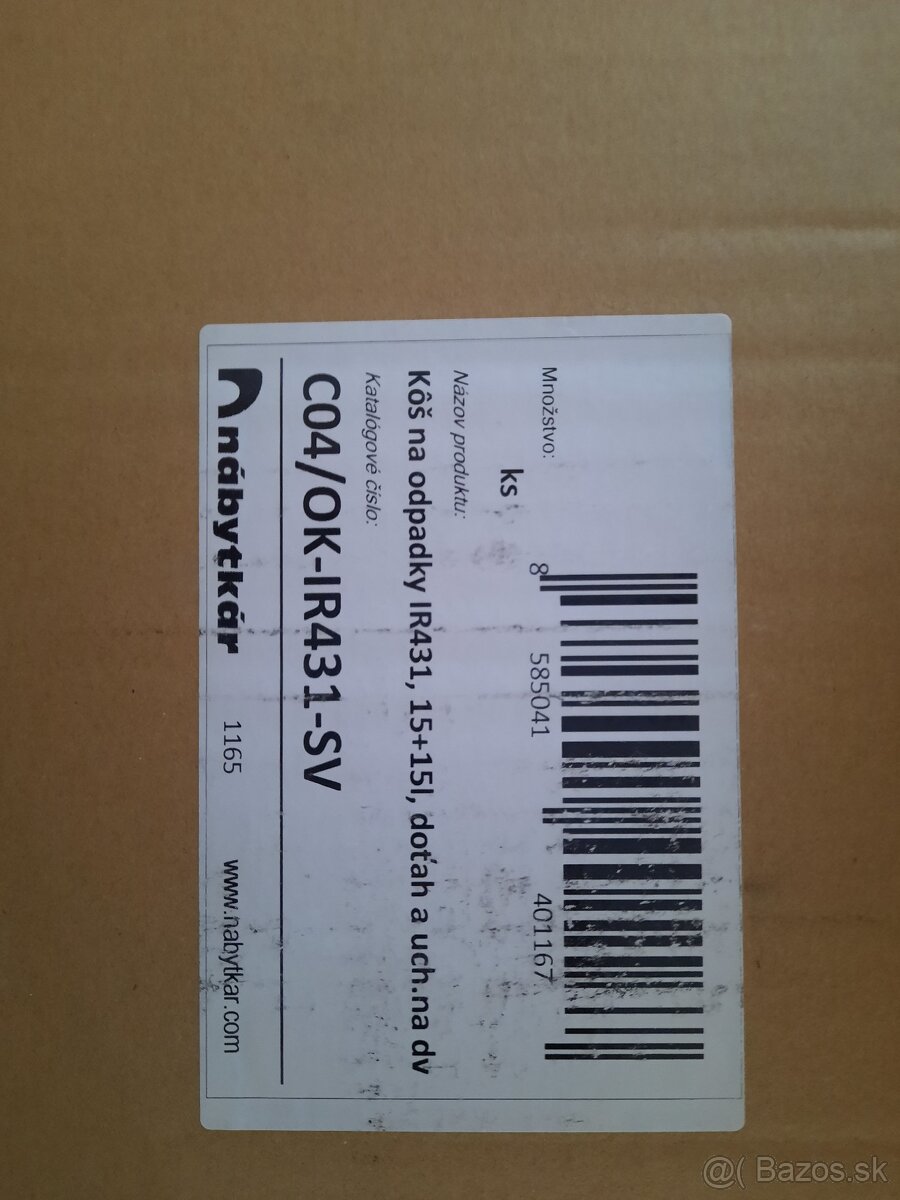 Množstvo:
ks
8 585041 401167
Názov produktu:
Kôš na odpadky IR431, 15+15l, doťah a uch.na dv
Katalógové číslo:
C04/OK-IR431-SV
nábytkár 1165 www.nabytkar.com
@( Bazos.sk